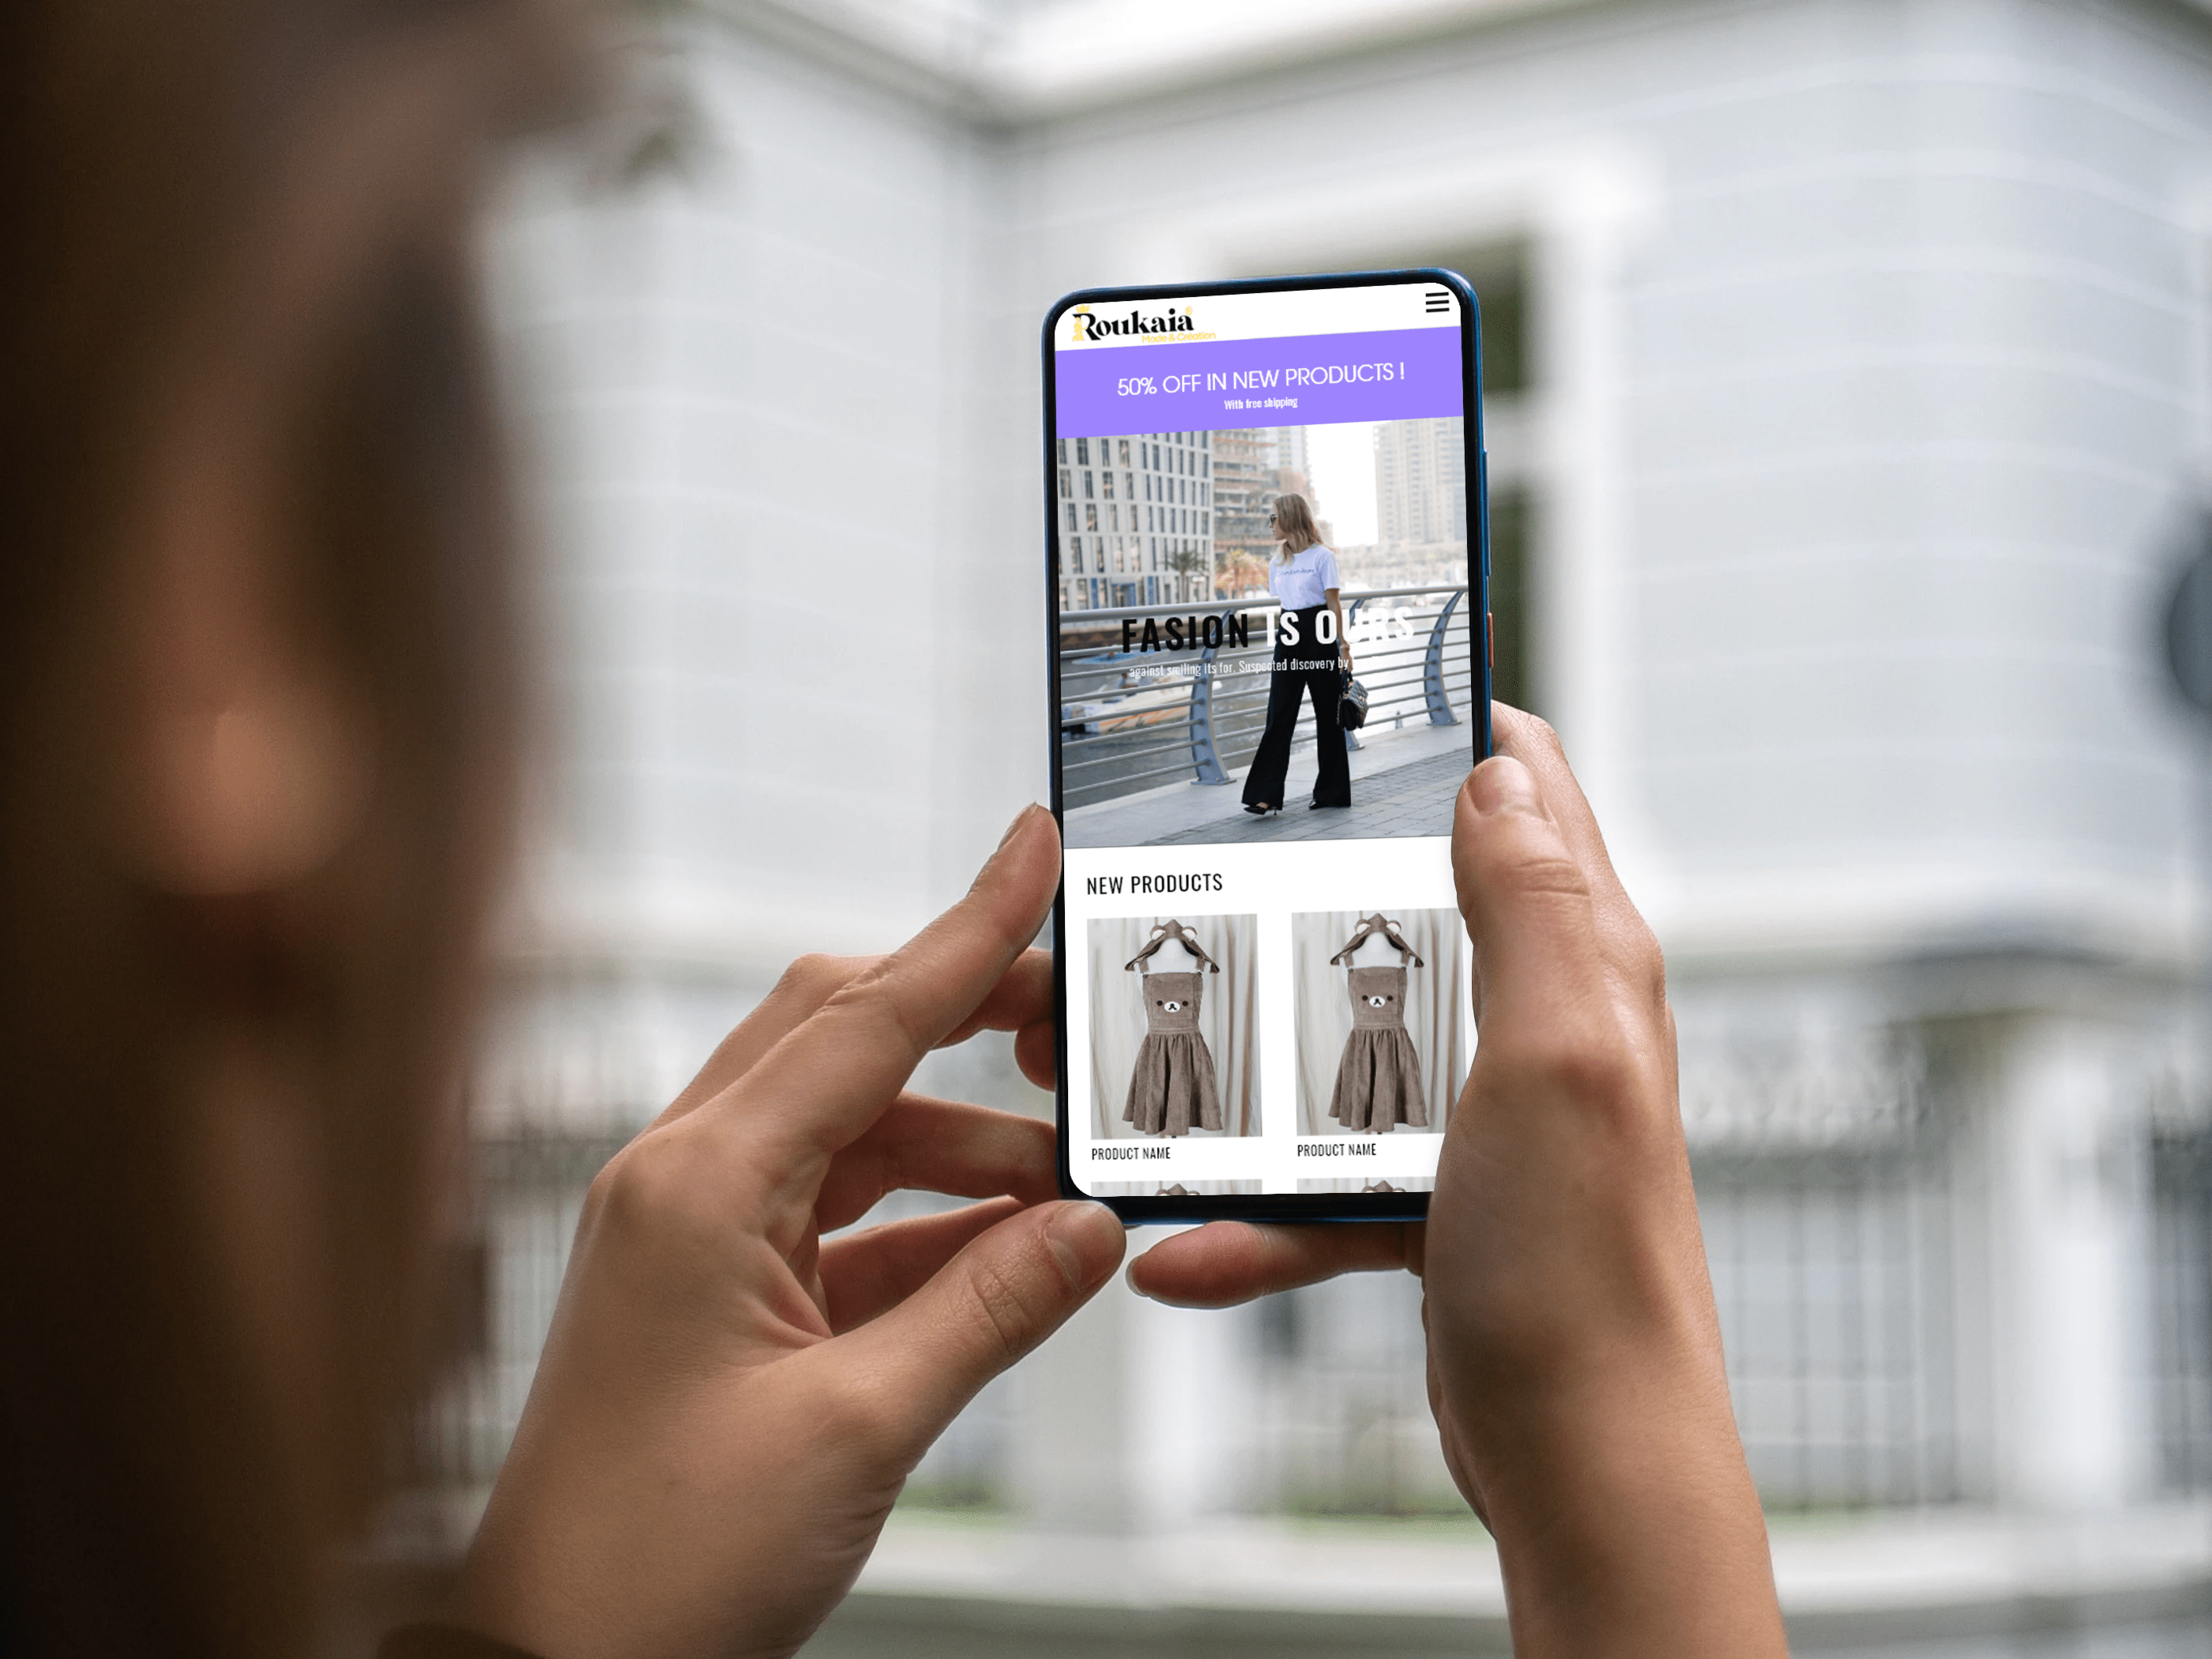 Roukaia
Mode & Création
50% OFF IN NEW PRODUCTS !
With free shipping
FASION IS OURS
against smiling its for. Suspected discovery by
NEW PRODUCTS
PRODUCT NAME
PRODUCT NAME